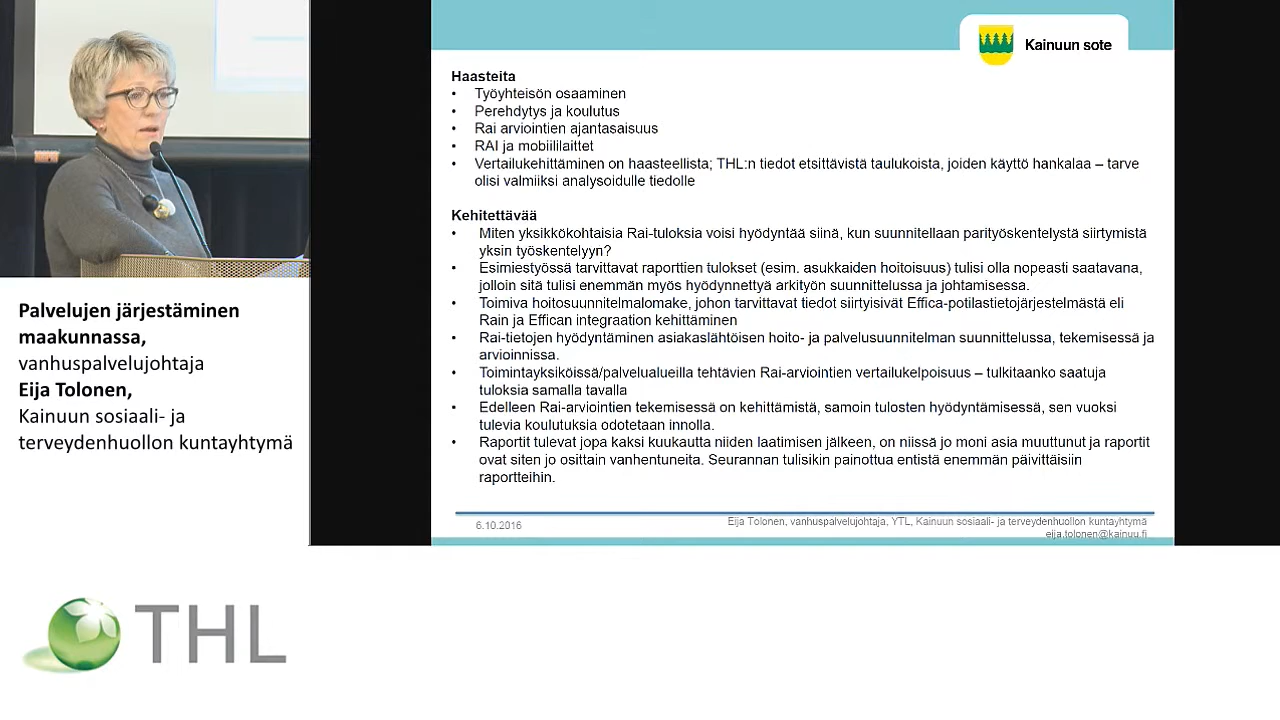 Kainuun sote
Haasteita
• Työyhteisön osaaminen
• Perehdytys ja koulutus
• Rai arviointien ajantasaisuus
• RAI ja mobiililaittet
• Vertailukehittäminen on haasteellista; THL:n tiedot etsittävistä taulukoista, joiden käyttö hankalaa – tarve
olisi valmiiksi analysoidulle tiedolle
Kehitettävää
• Miten yksikkökohtaisia Rai-tuloksia voisi hyödyntää siinä, kun suunnitellaan parityöskentelystä siirtymistä
yksin työskentelyyn?
• Esimiestyössä tarvittavat raporttien tulokset (esim. asukkaiden hoitoisuus) tulisi olla nopeasti saatavana,
jolloin sitä tulisi enemmän myös hyödynnettyä arkityön suunnittelussa ja johtamisessa.
• Toimiva hoitosuunnitelmalomake, johon tarvittavat tiedot siirtyisivät Effica-potilastietojärjestelmästä eli
Rain ja Effican integraation kehittäminen
• Rai-tietojen hyödyntäminen asiakaslähtöisen hoito- ja palvelusuunnitelman suunnittelussa, tekemisessä ja
arvioinnissa.
• Toimintayksiköissä/palvelualueilla tehtävien Rai-arviointien vertailukelpoisuus – tulkitaanko saatuja
tuloksia samalla tavalla
• Edelleen Rai-arviointien tekemisessä on kehittämistä, samoin tulosten hyödyntämisessä, sen vuoksi
tulevia koulutuksia odotetaan innolla.
• Raportit tulevat jopa kaksi kuukautta niiden laatimisen jälkeen, on niissä jo moni asia muuttunut ja raportit
ovat siten jo osittain vanhentuneita. Seurannan tulisikin painottua entistä enemmän päivittäisiin
raportteihin.
6.10.2016
Eija Tolonen, vanhuspalvelujohtaja, YTL, Kainuun sosiaali- ja terveydenhuollon kuntayhtymä
eija.tolonen@kainuu.fi
Palvelujen järjestäminen
maakunnassa,
vanhuspalvelujohtaja
Eija Tolonen,
Kainuun sosiaali- ja
terveydenhuollon kuntayhtymä
THL